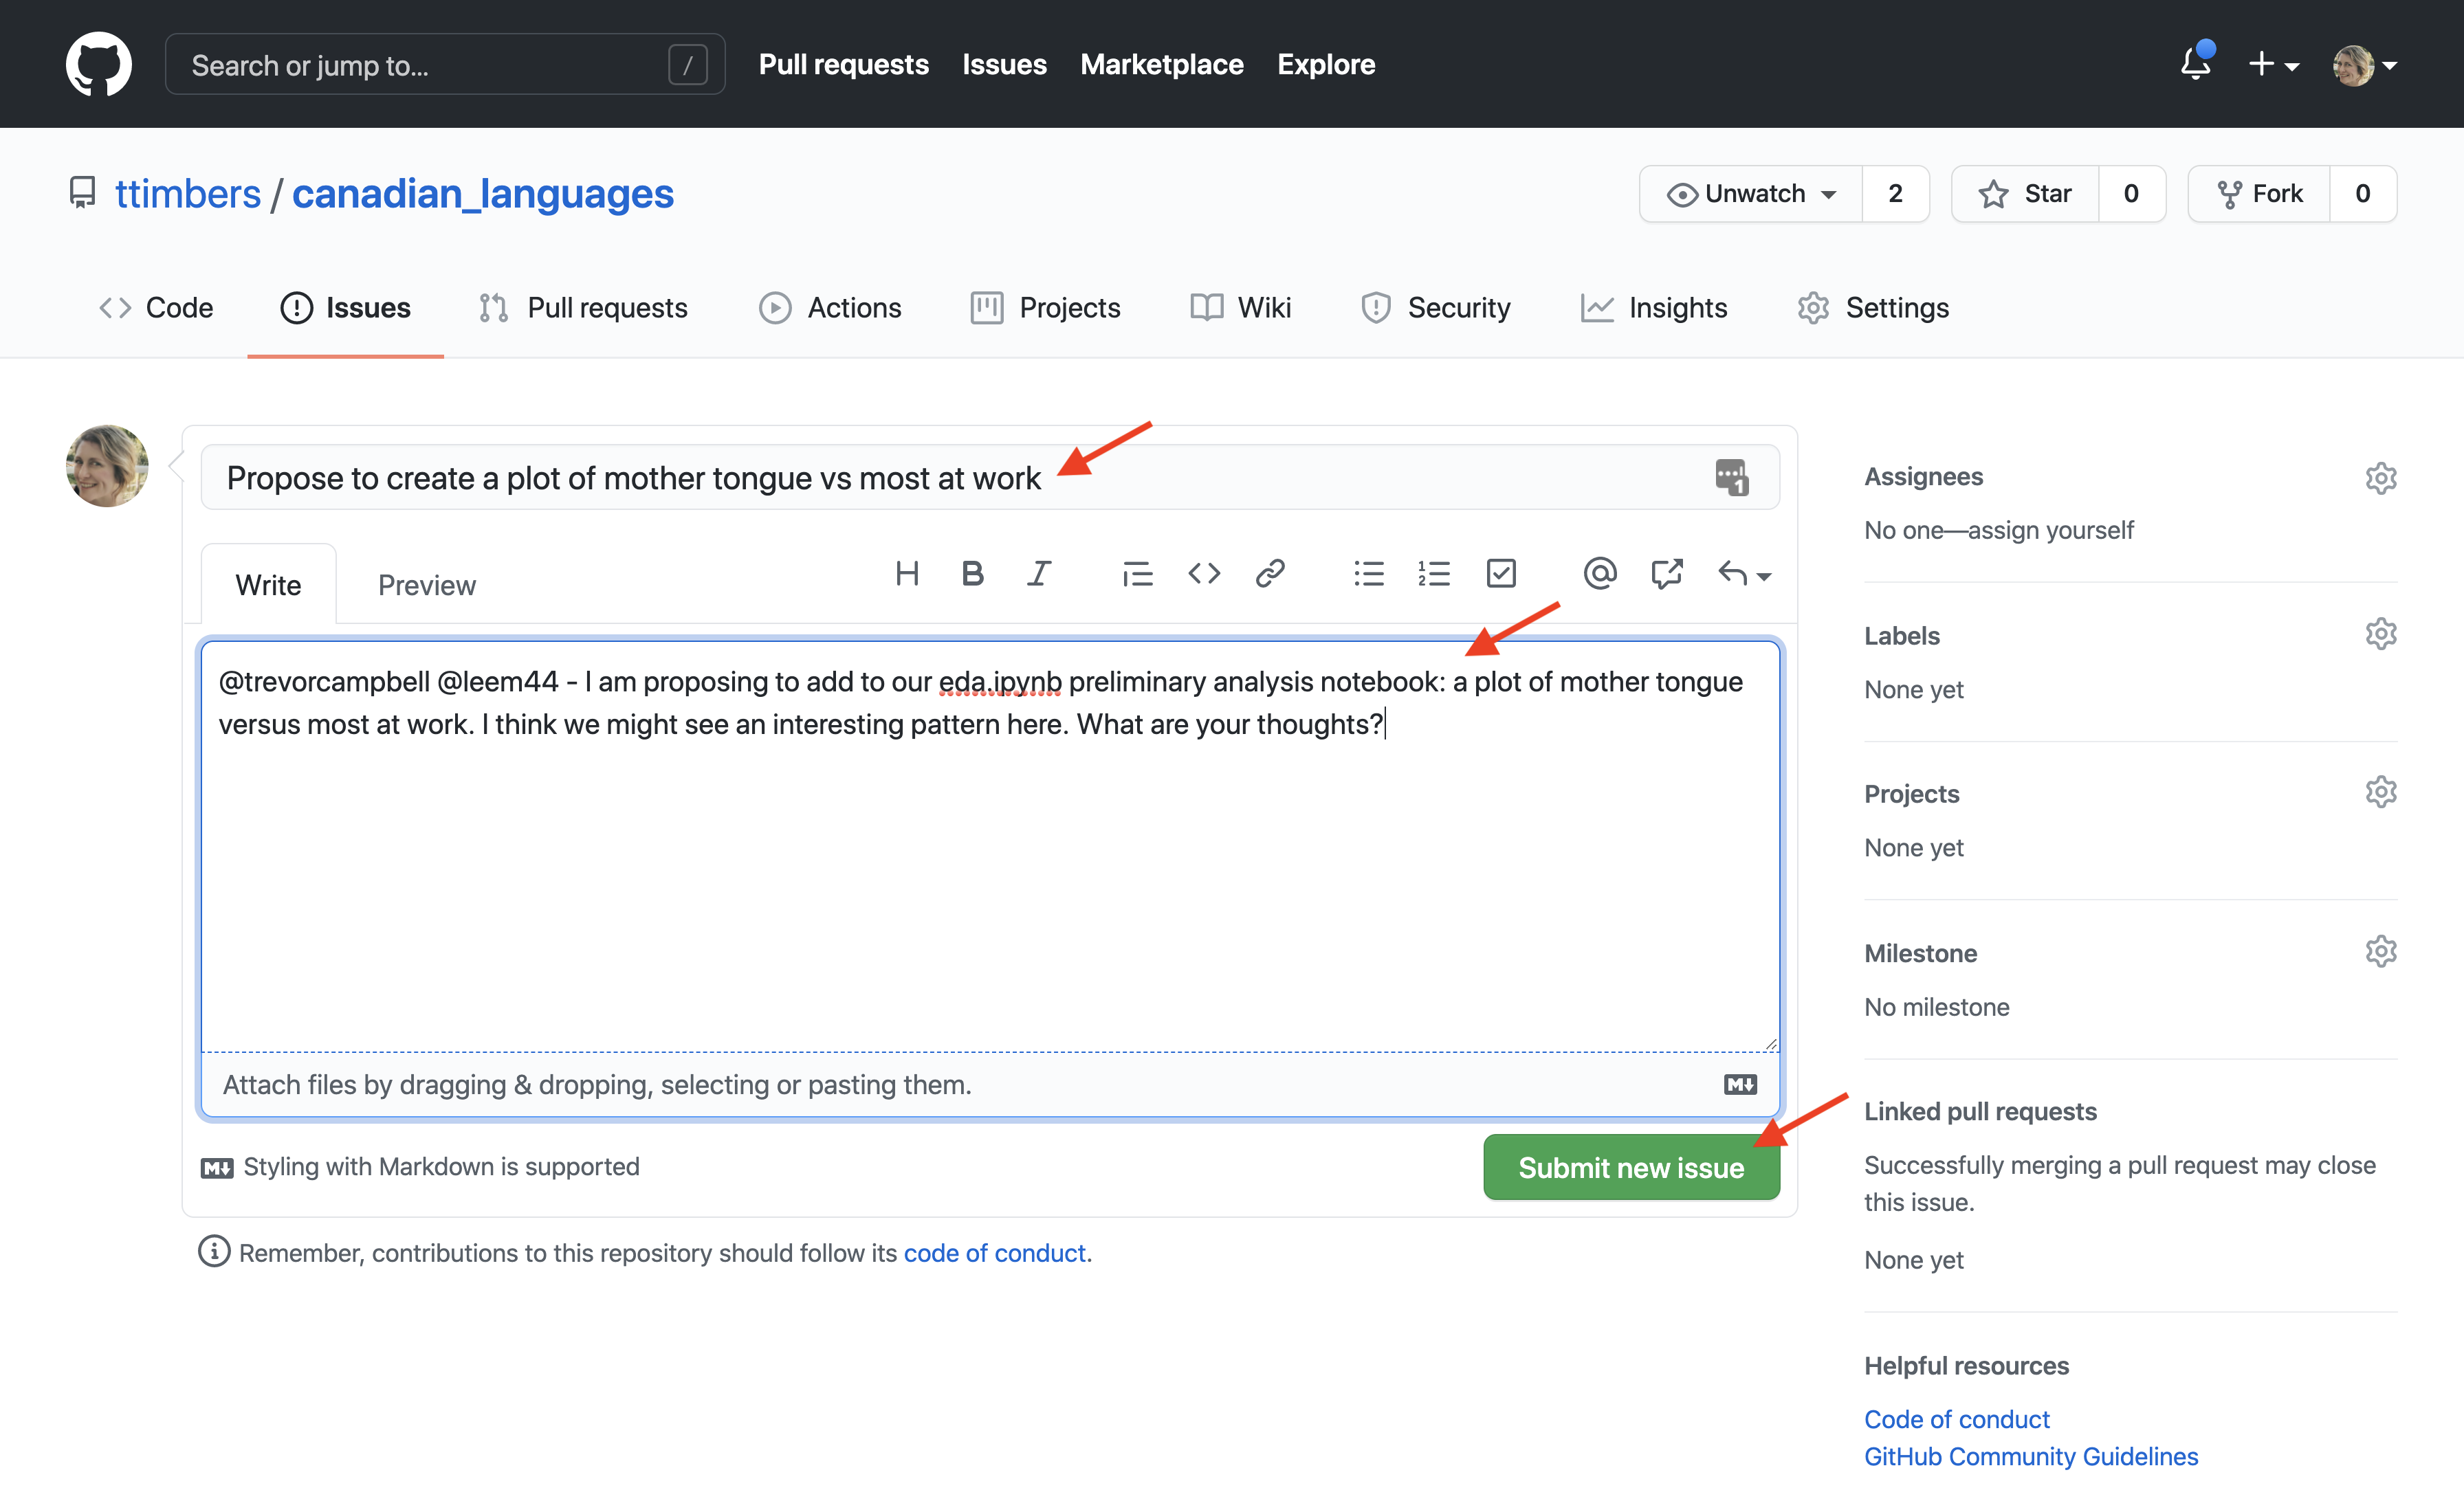 Search or jump to... /
Pull requests Issues Marketplace Explore
ttimbers / canadian_languages
Unwatch 2 Star 0 Fork 0
Code Issues Pull requests Actions Projects Wiki Security Insights Settings
Propose to create a plot of mother tongue vs most at work
1
Write Preview
@trevorcampbell @leem44 - I am proposing to add to our eda.ipynb preliminary analysis notebook: a plot of mother tongue
versus most at work. I think we might see an interesting pattern here. What are your thoughts?
Attach files by dragging & dropping, selecting or pasting them.
Styling with Markdown is supported
Submit new issue
Remember, contributions to this repository should follow its code of conduct.
Assignees
No one—assign yourself
Labels
None yet
Projects
None yet
Milestone
No milestone
Linked pull requests
Successfully merging a pull request may close
this issue.
None yet
Helpful resources
Code of conduct
GitHub Community Guidelines